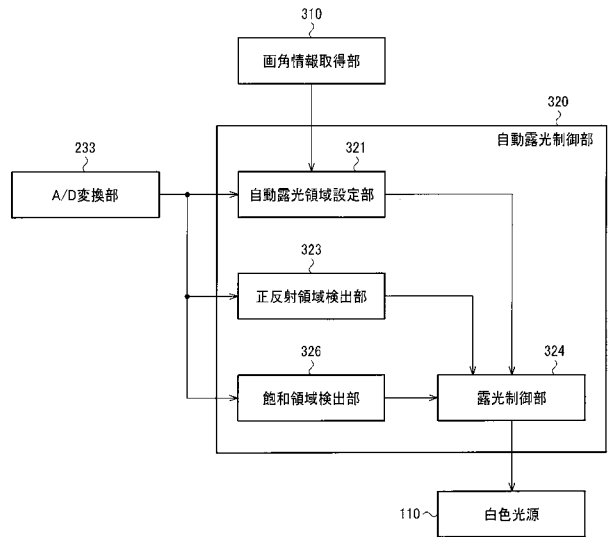 310
画角情報取得部
320
自動露光制御部
233
A/D変換部
321
自動露光領域設定部
323
正反射領域検出部
326
飽和領域検出部
324
露光制御部
110
白色光源